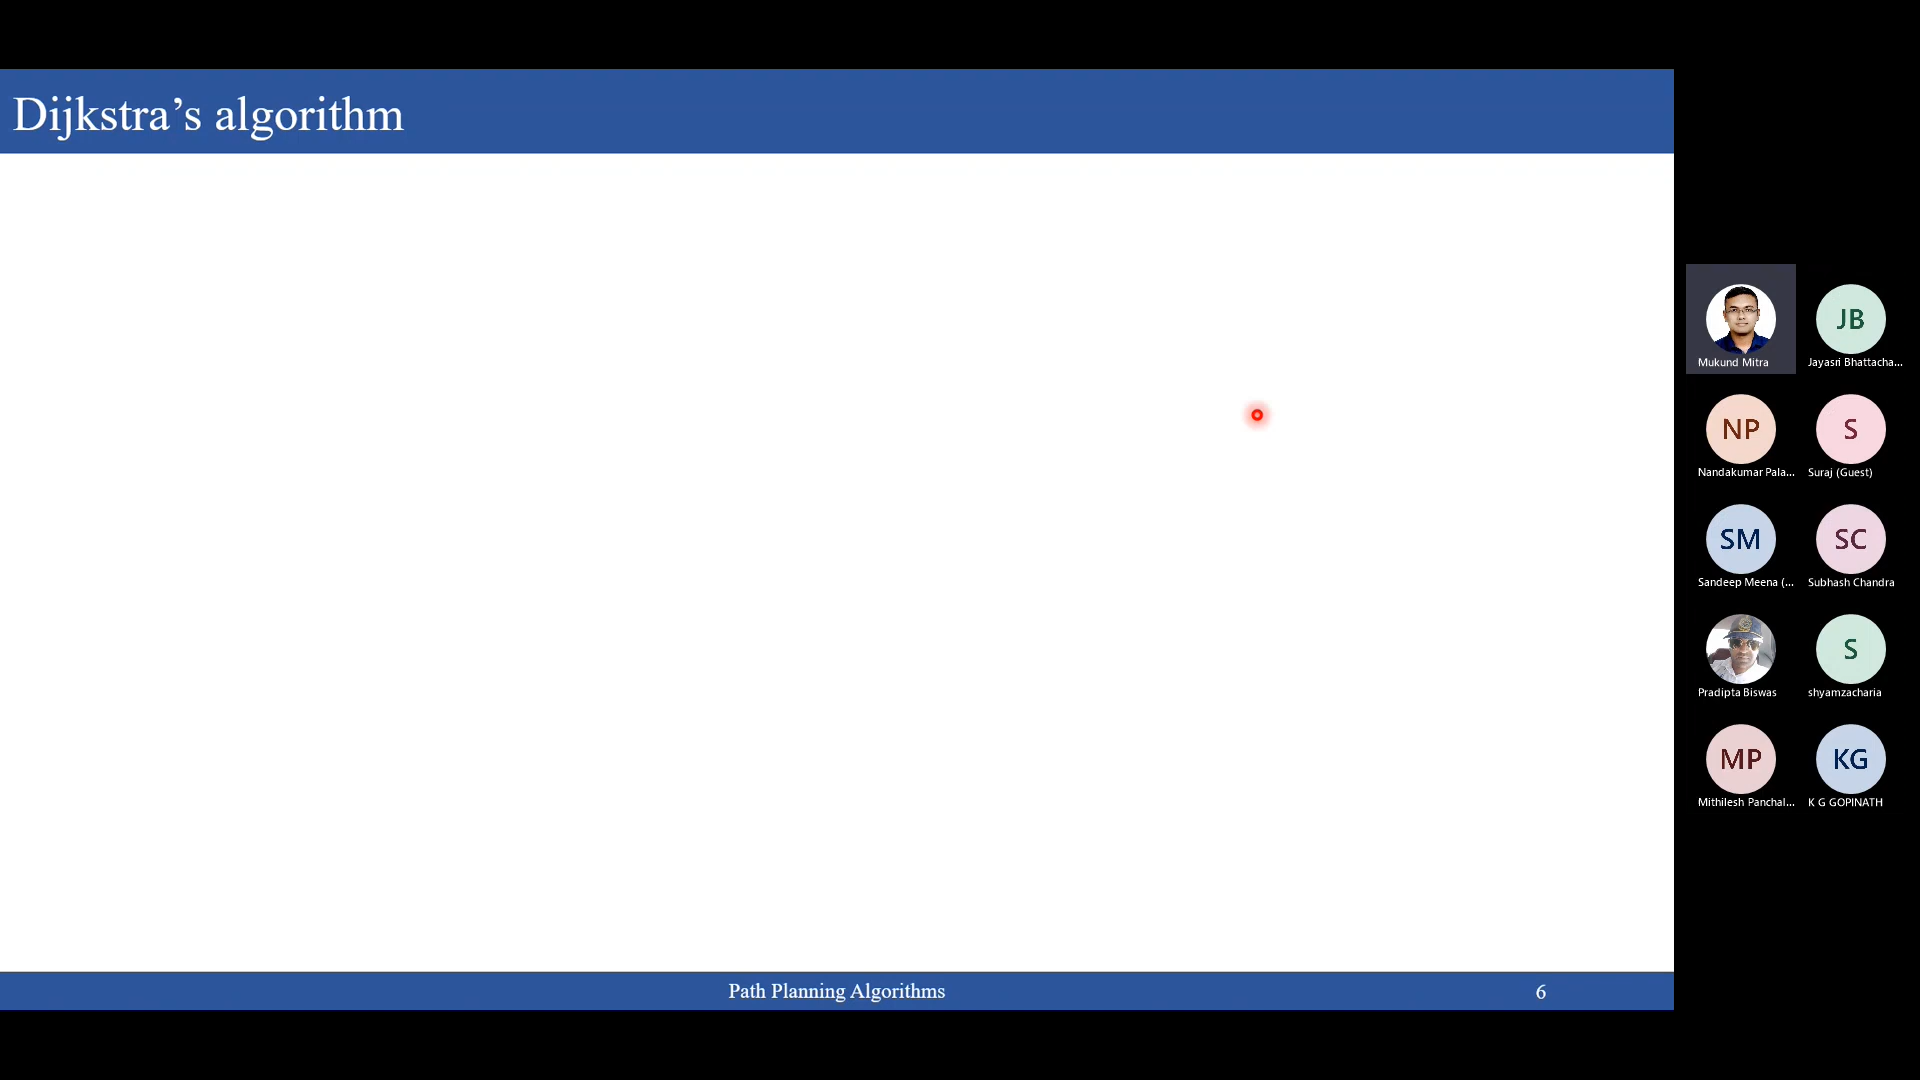 Dijkstra’s algorithm
Mukund Mitra
JB
Jayasri Bhattacha...
NP
Nandakumar Pala...
S
Suraj (Guest)
SM
Sandeep Meena (...
SC
Subhash Chandra
Pradipta Biswas
S
shyamzacharia
MP
Mithilesh Panchal...
KG
K G GOPINATH
Path Planning Algorithms
6